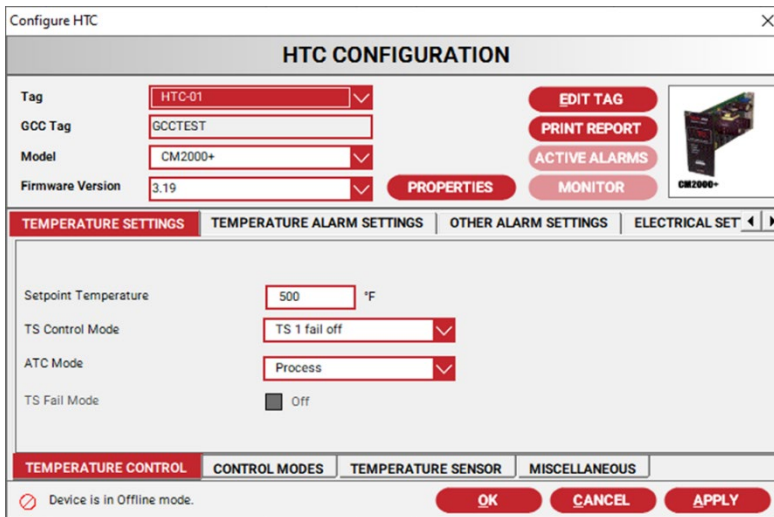 Configure HTC
HTC CONFIGURATION
Tag HTC-01 EDIT TAG
GCC Tag GCCTEST PRINT REPORT
Model CM2000+ ACTIVE ALARMS
Firmware Version 3.19 PROPERTIES MONITOR
CM2000+
TEMPERATURE SETTINGS TEMPERATURE ALARM SETTINGS OTHER ALARM SETTINGS ELECTRICAL SET
Setpoint Temperature 500 °F
TS Control Mode TS 1 fail off
ATC Mode Process
TS Fail Mode Off
TEMPERATURE CONTROL CONTROL MODES TEMPERATURE SENSOR MISCELLANEOUS
Device is in Offline mode. OK CANCEL APPLY